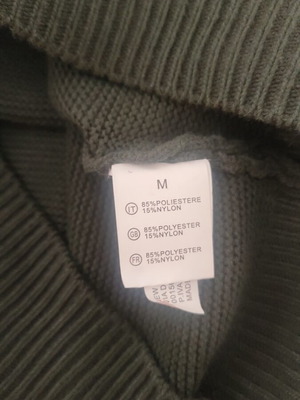 M
IT 85%POLIESTERE
15%NYLON
GB 85%POLYESTER
15%NYLON
FR 85%POLYESTER
15%NYLON